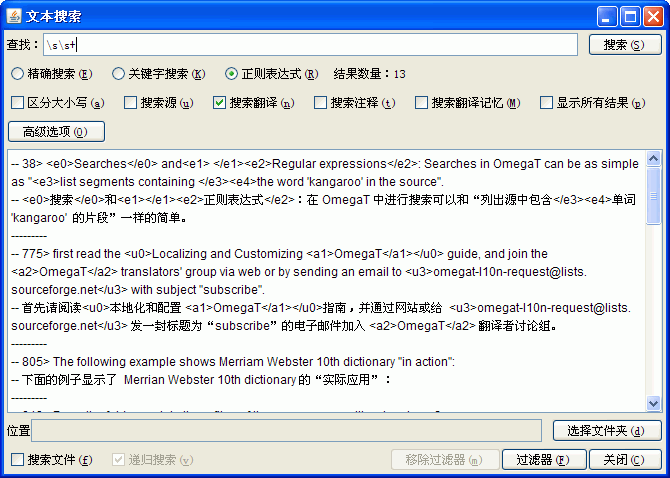 文本搜索
查找：\s\s+ 搜索(S)
精确搜索(E) 关键字搜索(K) 正则表达式(R) 结果数量：13
区分大小写(a) 搜索源(u) 搜索翻译(n) 搜索注释(t) 搜索翻译记忆(M) 显示所有结果(p)
高级选项(O)
-- 38> <e0>Searches</e0> and<e1> </e1><e2>Regular expressions</e2>: Searches in OmegaT can be as simple
as "<e3>list segments containing </e3><e4>the word 'kangaroo' in the source".
-- <e0>搜索</e0>和<e1> </e1><e2>正则表达式</e2>：在 OmegaT 中进行搜索可以和“列出源中包含</e3><e4>单词
'kangaroo'  的片段”一样的简单。
---------
-- 775> first read the <u0>Localizing and Customizing <a1>OmegaT</a1></u0> guide, and join the
<a2>OmegaT</a2> translators' group via web or by sending an email to <u3>omegat-l10n-request@lists.
sourceforge.net</u3> with subject "subscribe".
-- 首先请阅读<u0>本地化和配置 <a1>OmegaT</a1></u0>指南，并通过网站或给  <u3>omegat-l10n-request@lists.
sourceforge.net</u3> 发一封标题为“subscribe”的电子邮件加入 <a2>OmegaT</a2> 翻译者讨论组。
---------
-- 805> The following example shows Merriam Webster 10th dictionary "in action":
-- 下面的例子显示了  Merrian Webster 10th dictionary 的“实际应用”：
---------
位置 选择文件夹(d)
搜索文件(f) 递归搜索(v) 移除过滤器(m) 过滤器(F) 关闭(C)